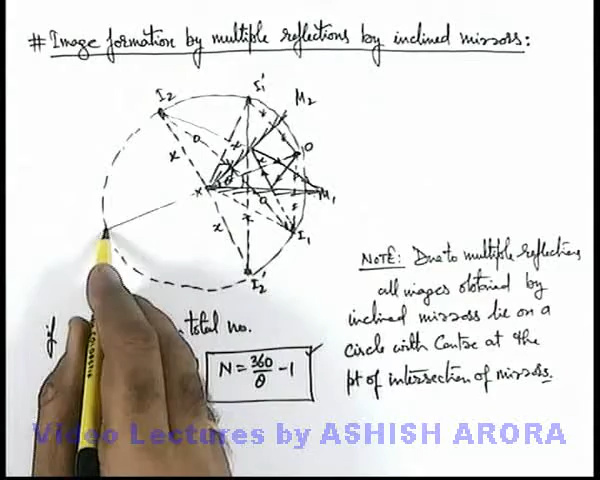 # Image formation by multiple reflections by inclined mirrors:
I2
I1'
M2
O
x
x
M1
I1
I2'
NOTE: Due to multiple reflections
all images obtained by
inclined mirrors lie on a
circle with Centre at the
pt of intersection of mirrors.
if
total no.
N = 360/θ - 1
Video Lectures by ASHISH ARORA